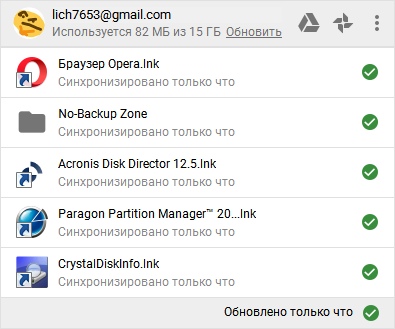 lich7653@gmail.com
Используется 82 МБ из 15 ГБ Обновить
Браузер Opera.lnk
Синхронизировано только что
No-Backup Zone
Синхронизировано только что
Acronis Disk Director 12.5.lnk
Синхронизировано только что
Paragon Partition Manager™ 20...lnk
Синхронизировано только что
CrystalDiskInfo.lnk
Синхронизировано только что
Обновлено только что